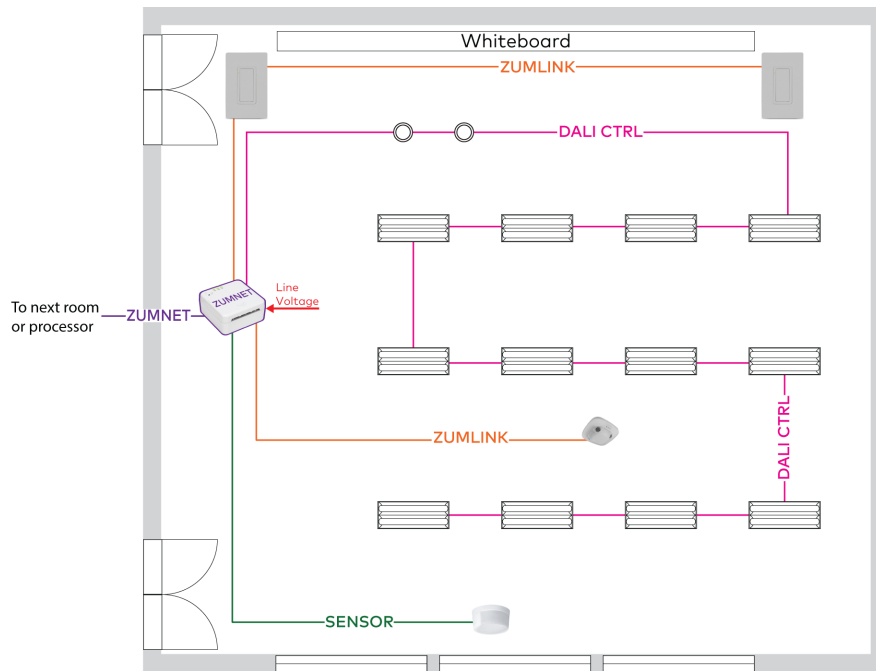 Whiteboard
ZUMLINK
DALI CTRL
Line
Voltage
ZUMNET
To next room
or processor
ZUMNET
ZUMLINK
DALI CTRL
SENSOR